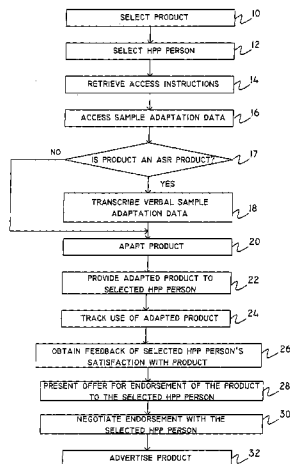 SELECT PRODUCT
10
SELECT HPP PERSON
12
RETRIEVE ACCESS INSTRUCTIONS
14
ACCESS SAMPLE ADAPTATION DATA
16
NO
IS PRODUCT AN ASR PRODUCT?
17
YES
TRANSCRIBE VERBAL SAMPLE
ADAPTATION DATA
18
APART PRODUCT
20
PROVIDE ADAPTED PRODUCT TO
SELECTED HPP PERSON
22
TRACK USE OF ADAPTED PRODUCT
24
OBTAIN FEEDBACK OF SELECTED HPP PERSON'S
SATISFACTION WITH PRODUCT
26
PRESENT OFFER FOR ENDORSEMENT OF THE PRODUCT
TO THE SELECTED HPP PERSON
28
NEGOTIATE ENDORSEMENT WITH THE
SELECTED HPP PERSON
30
ADVERTISE PRODUCT
32